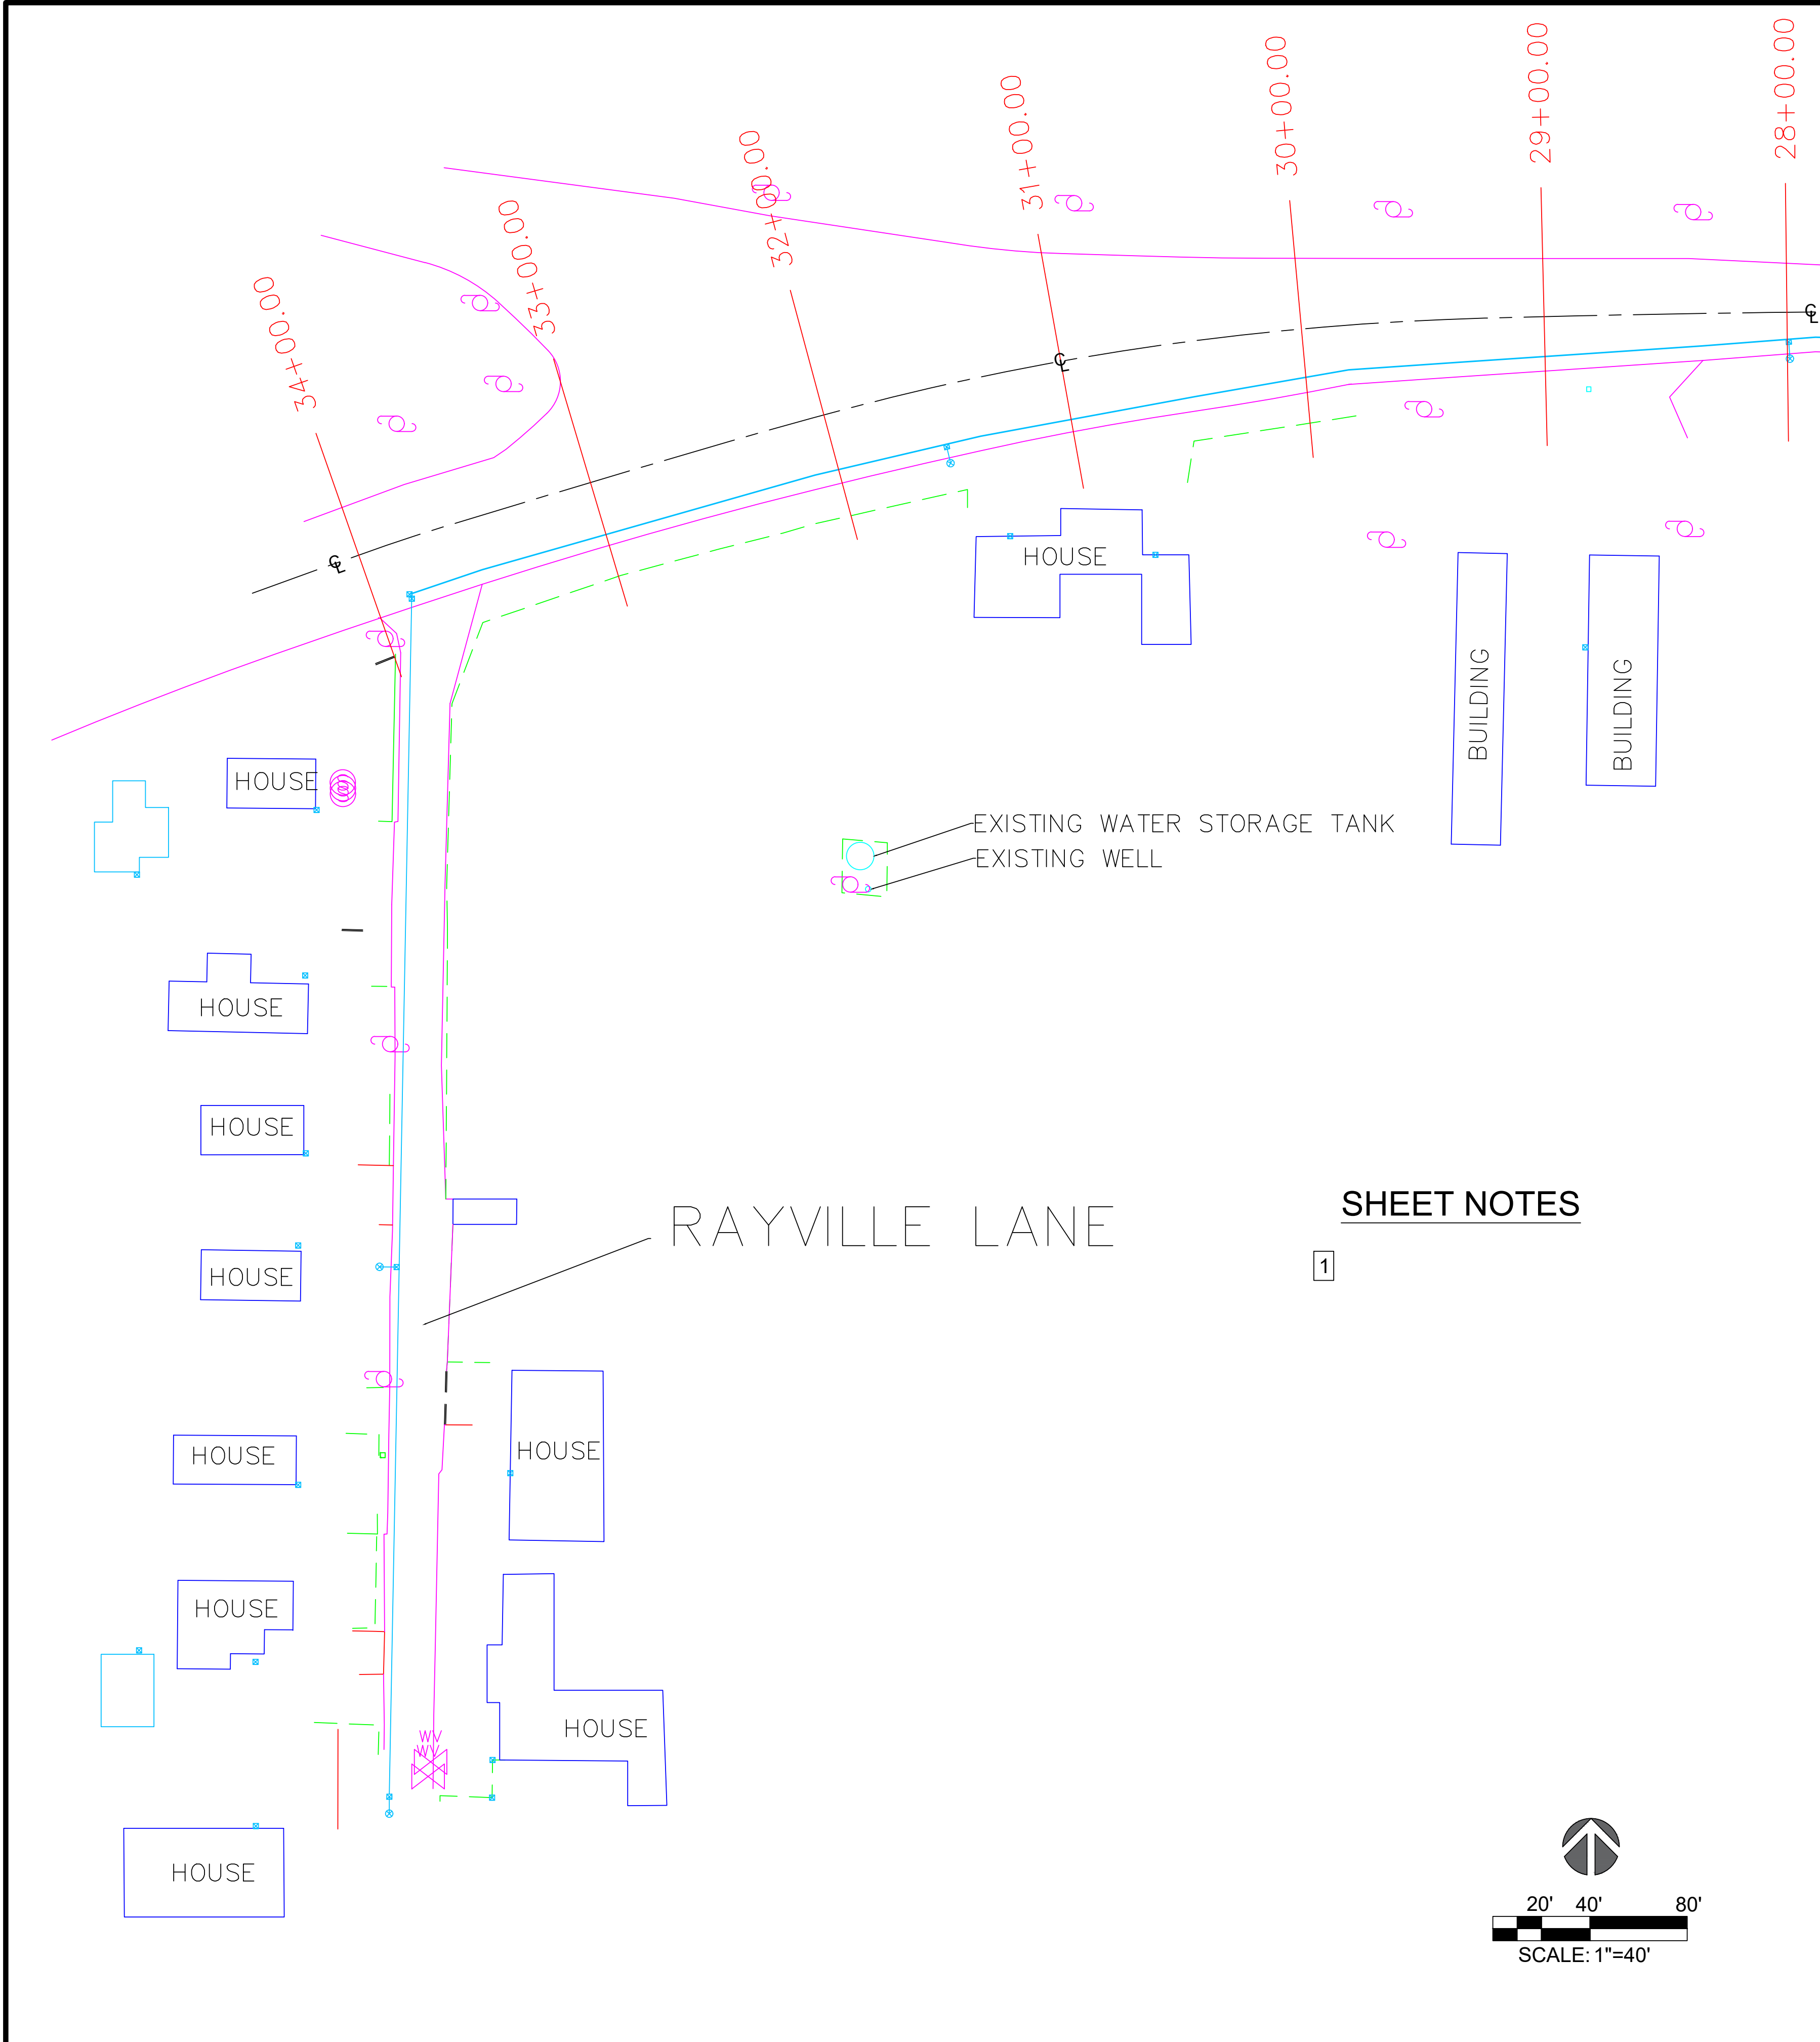 28+00.00
29+00.00
30+00.00
31+00.00
32+00.00
33+00.00
34+00.00
℄
℄
℄
HOUSE
BUILDING
BUILDING
HOUSE
EXISTING WATER STORAGE TANK
EXISTING WELL
HOUSE
HOUSE
RAYVILLE LANE
SHEET NOTES
1
HOUSE
HOUSE
HOUSE
HOUSE
HOUSE
WV
WV
HOUSE
20' 40' 80'
SCALE: 1"=40'